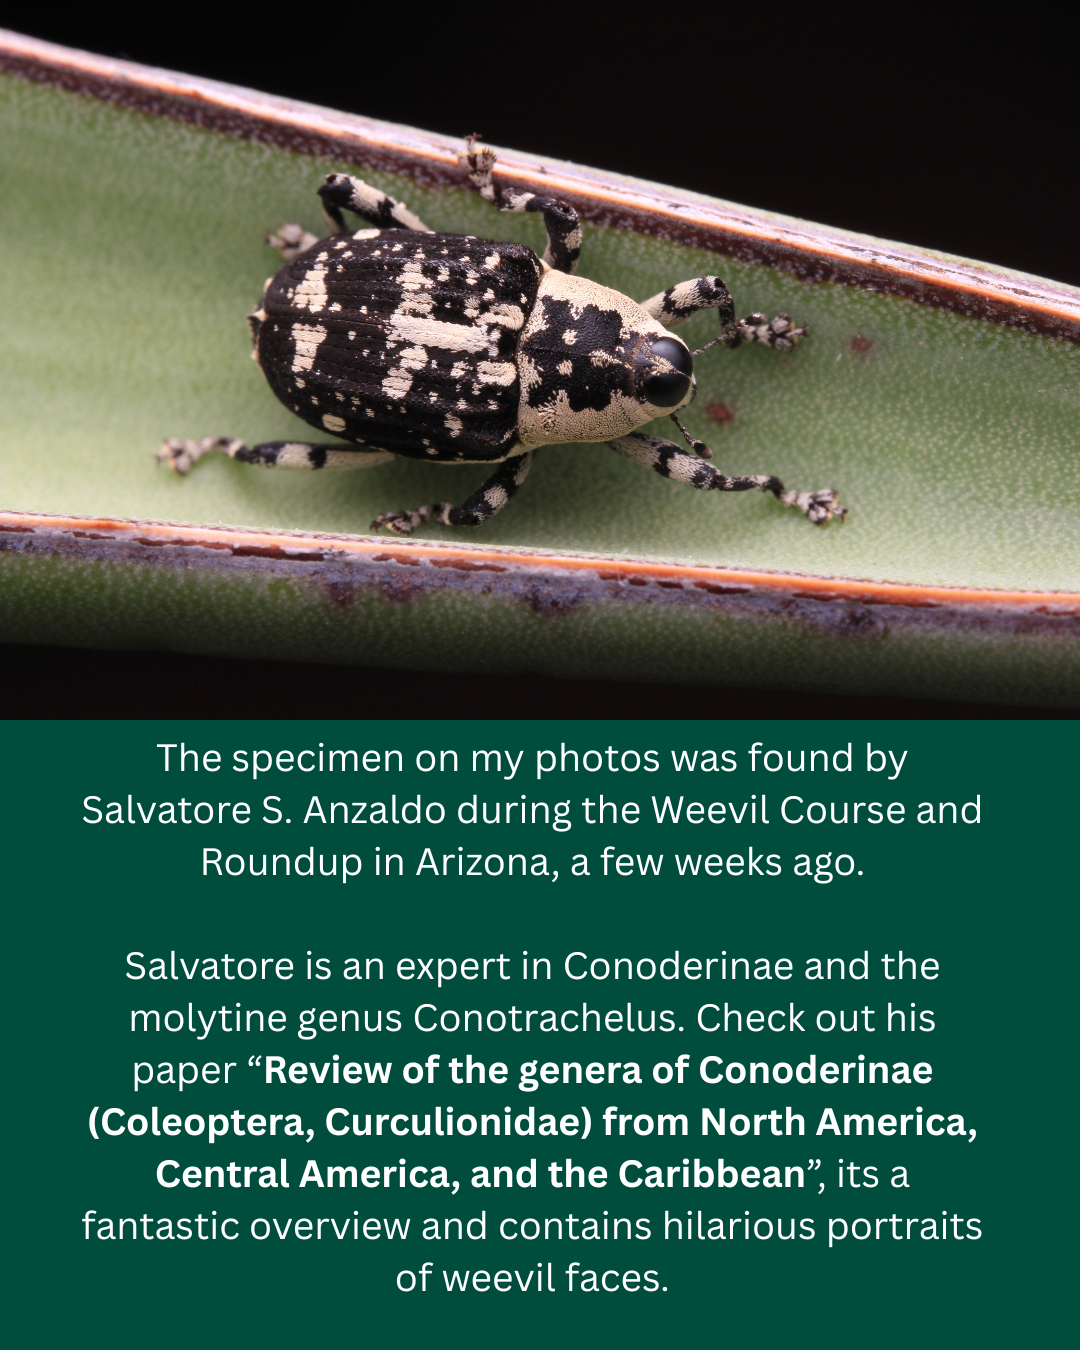 The specimen on my photos was found by
Salvatore S. Anzaldo during the Weevil Course and
Roundup in Arizona, a few weeks ago.
Salvatore is an expert in Conoderinae and the
molytine genus Conotrachelus. Check out his
paper “Review of the genera of Conoderinae
(Coleoptera, Curculionidae) from North America,
Central America, and the Caribbean”, its a
fantastic overview and contains hilarious portraits
of weevil faces.